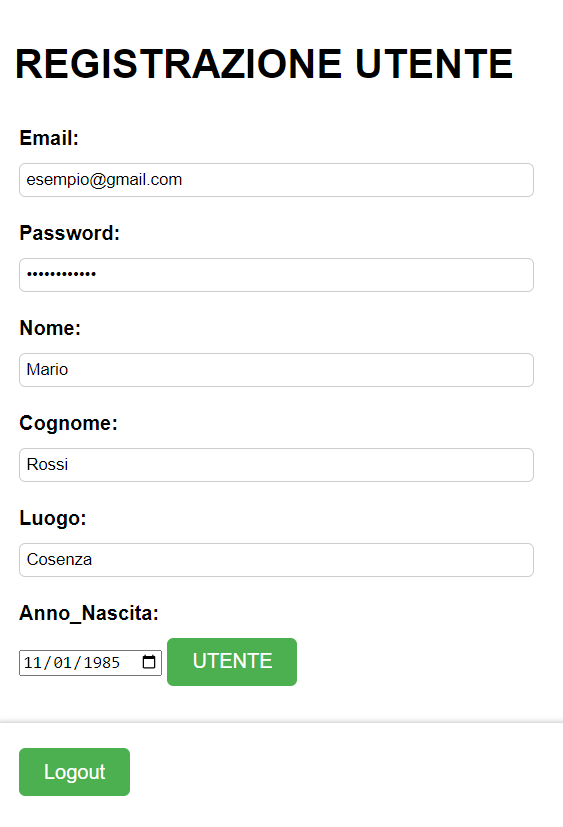 REGISTRAZIONE UTENTE
Email:
esempio@gmail.com
Password:
••••••••••••
Nome:
Mario
Cognome:
Rossi
Luogo:
Cosenza
Anno_Nascita:
11/01/1985 UTENTE
Logout